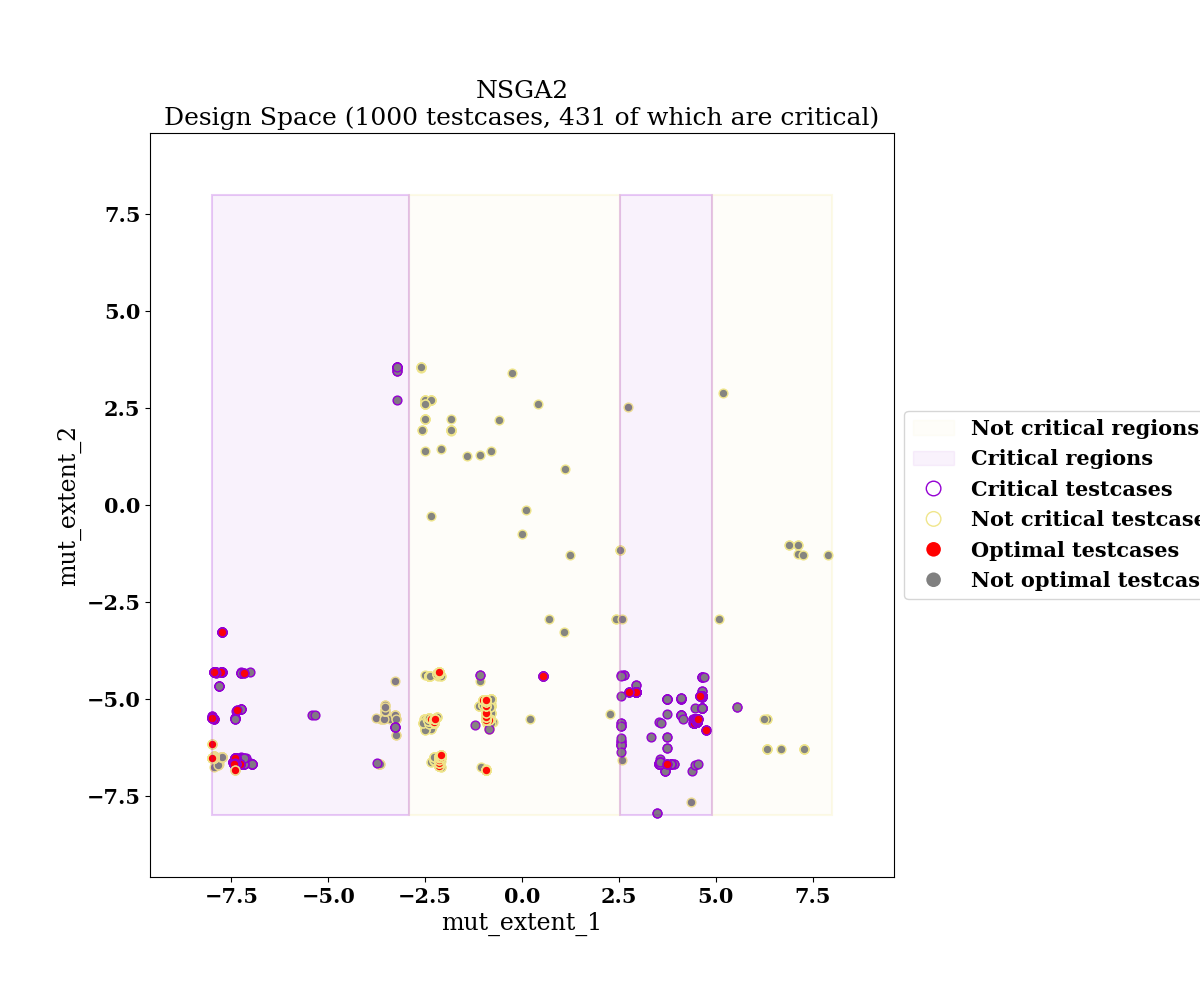 NSGA2
Design Space (1000 testcases, 431 of which are critical)
7.5
5.0
2.5
0.0
−2.5
−5.0
−7.5
mut_extent_2
−7.5 −5.0 −2.5 0.0 2.5 5.0 7.5
mut_extent_1
Not critical regions
Critical regions
Critical testcases
Not critical testcase
Optimal testcases
Not optimal testcas